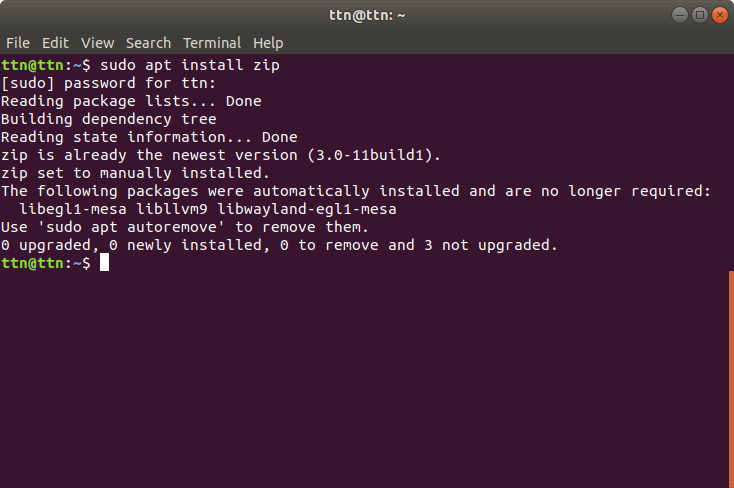 ttn@ttn: ~
File Edit View Search Terminal Help
ttn@ttn:~$ sudo apt install zip
[sudo] password for ttn:
Reading package lists... Done
Building dependency tree
Reading state information... Done
zip is already the newest version (3.0-11build1).
zip set to manually installed.
The following packages were automatically installed and are no longer required:
  libegl1-mesa libllvm9 libwayland-egl1-mesa
Use 'sudo apt autoremove' to remove them.
0 upgraded, 0 newly installed, 0 to remove and 3 not upgraded.
ttn@ttn:~$